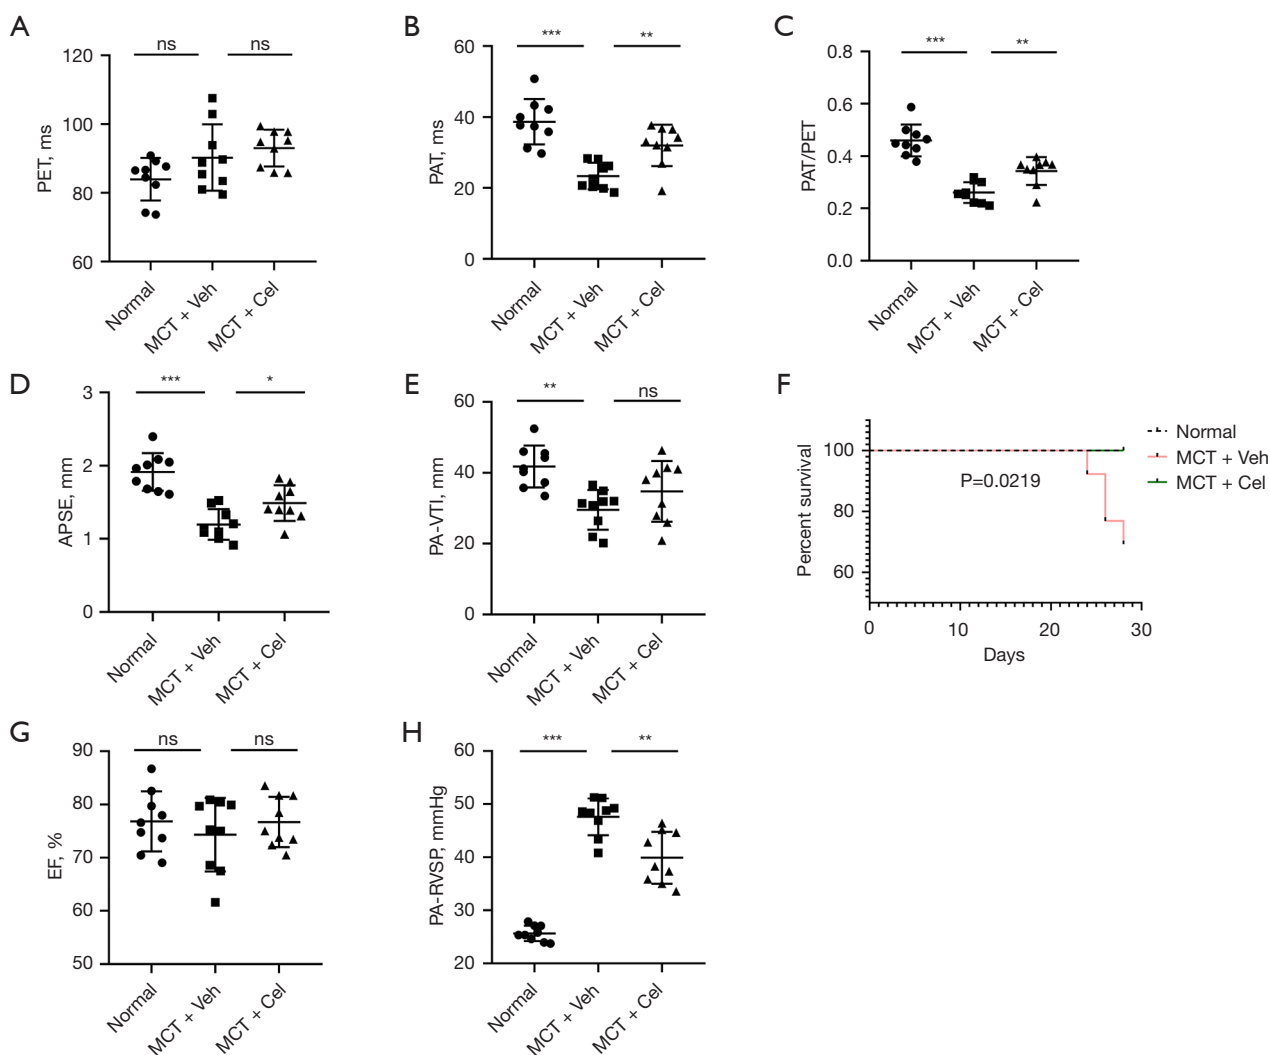 A
PET, ms
120
100
80
60
ns
ns
Normal
MCT + Veh
MCT + Cel
B
PAT, ms
60
40
20
0
***
**
Normal
MCT + Veh
MCT + Cel
C
PAT/PET
0.8
0.6
0.4
0.2
0.0
***
**
Normal
MCT + Veh
MCT + Cel
D
APSE, mm
3
2
1
0
***
*
Normal
MCT + Veh
MCT + Cel
E
PA-VTI, mm
60
40
20
0
**
ns
Normal
MCT + Veh
MCT + Cel
F
Percent survival
100
80
60
P=0.0219
0
10
20
30
Days
Normal
MCT + Veh
MCT + Cel
G
EF, %
90
80
70
60
50
ns
ns
Normal
MCT + Veh
MCT + Cel
H
PA-RVSP, mmHg
60
50
40
30
20
***
**
Normal
MCT + Veh
MCT + Cel